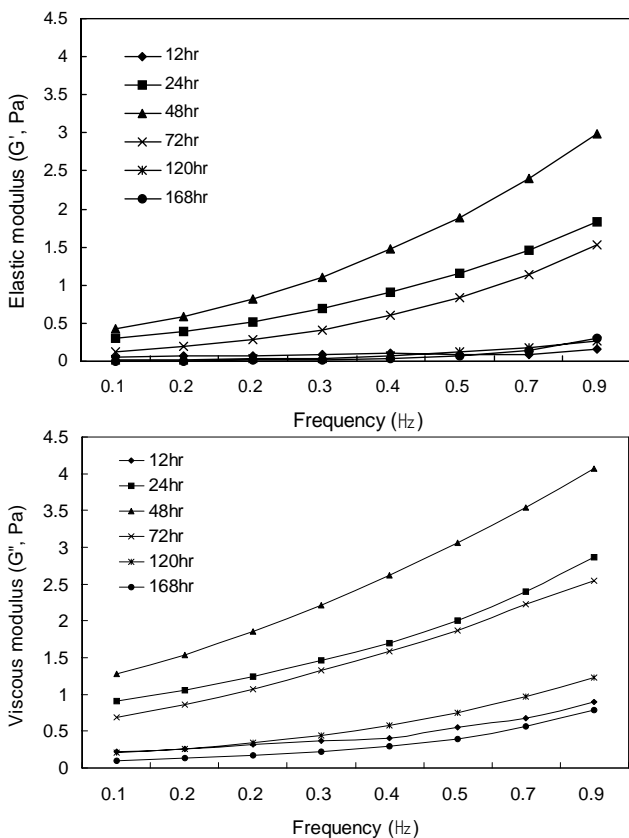 4.5
4
3.5
3
2.5
2
1.5
1
0.5
0
Elastic modulus (G', Pa)
12hr
24hr
48hr
72hr
120hr
168hr
0.1 0.2 0.2 0.3 0.4 0.5 0.7 0.9
Frequency (㎐)
4.5
4
3.5
3
2.5
2
1.5
1
0.5
0
Viscous modulus (G", Pa)
12hr
24hr
48hr
72hr
120hr
168hr
0.1 0.2 0.2 0.3 0.4 0.5 0.7 0.9
Frequency (㎐)